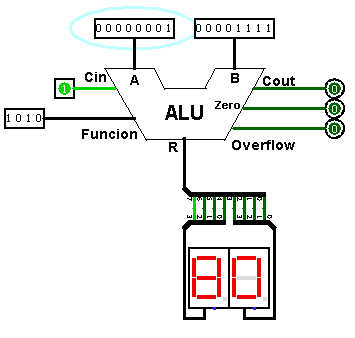 00000001 00001111
Cin A B Cout
1 0
ALU Zero 0
1010
Funcion 0
R Overflow
80